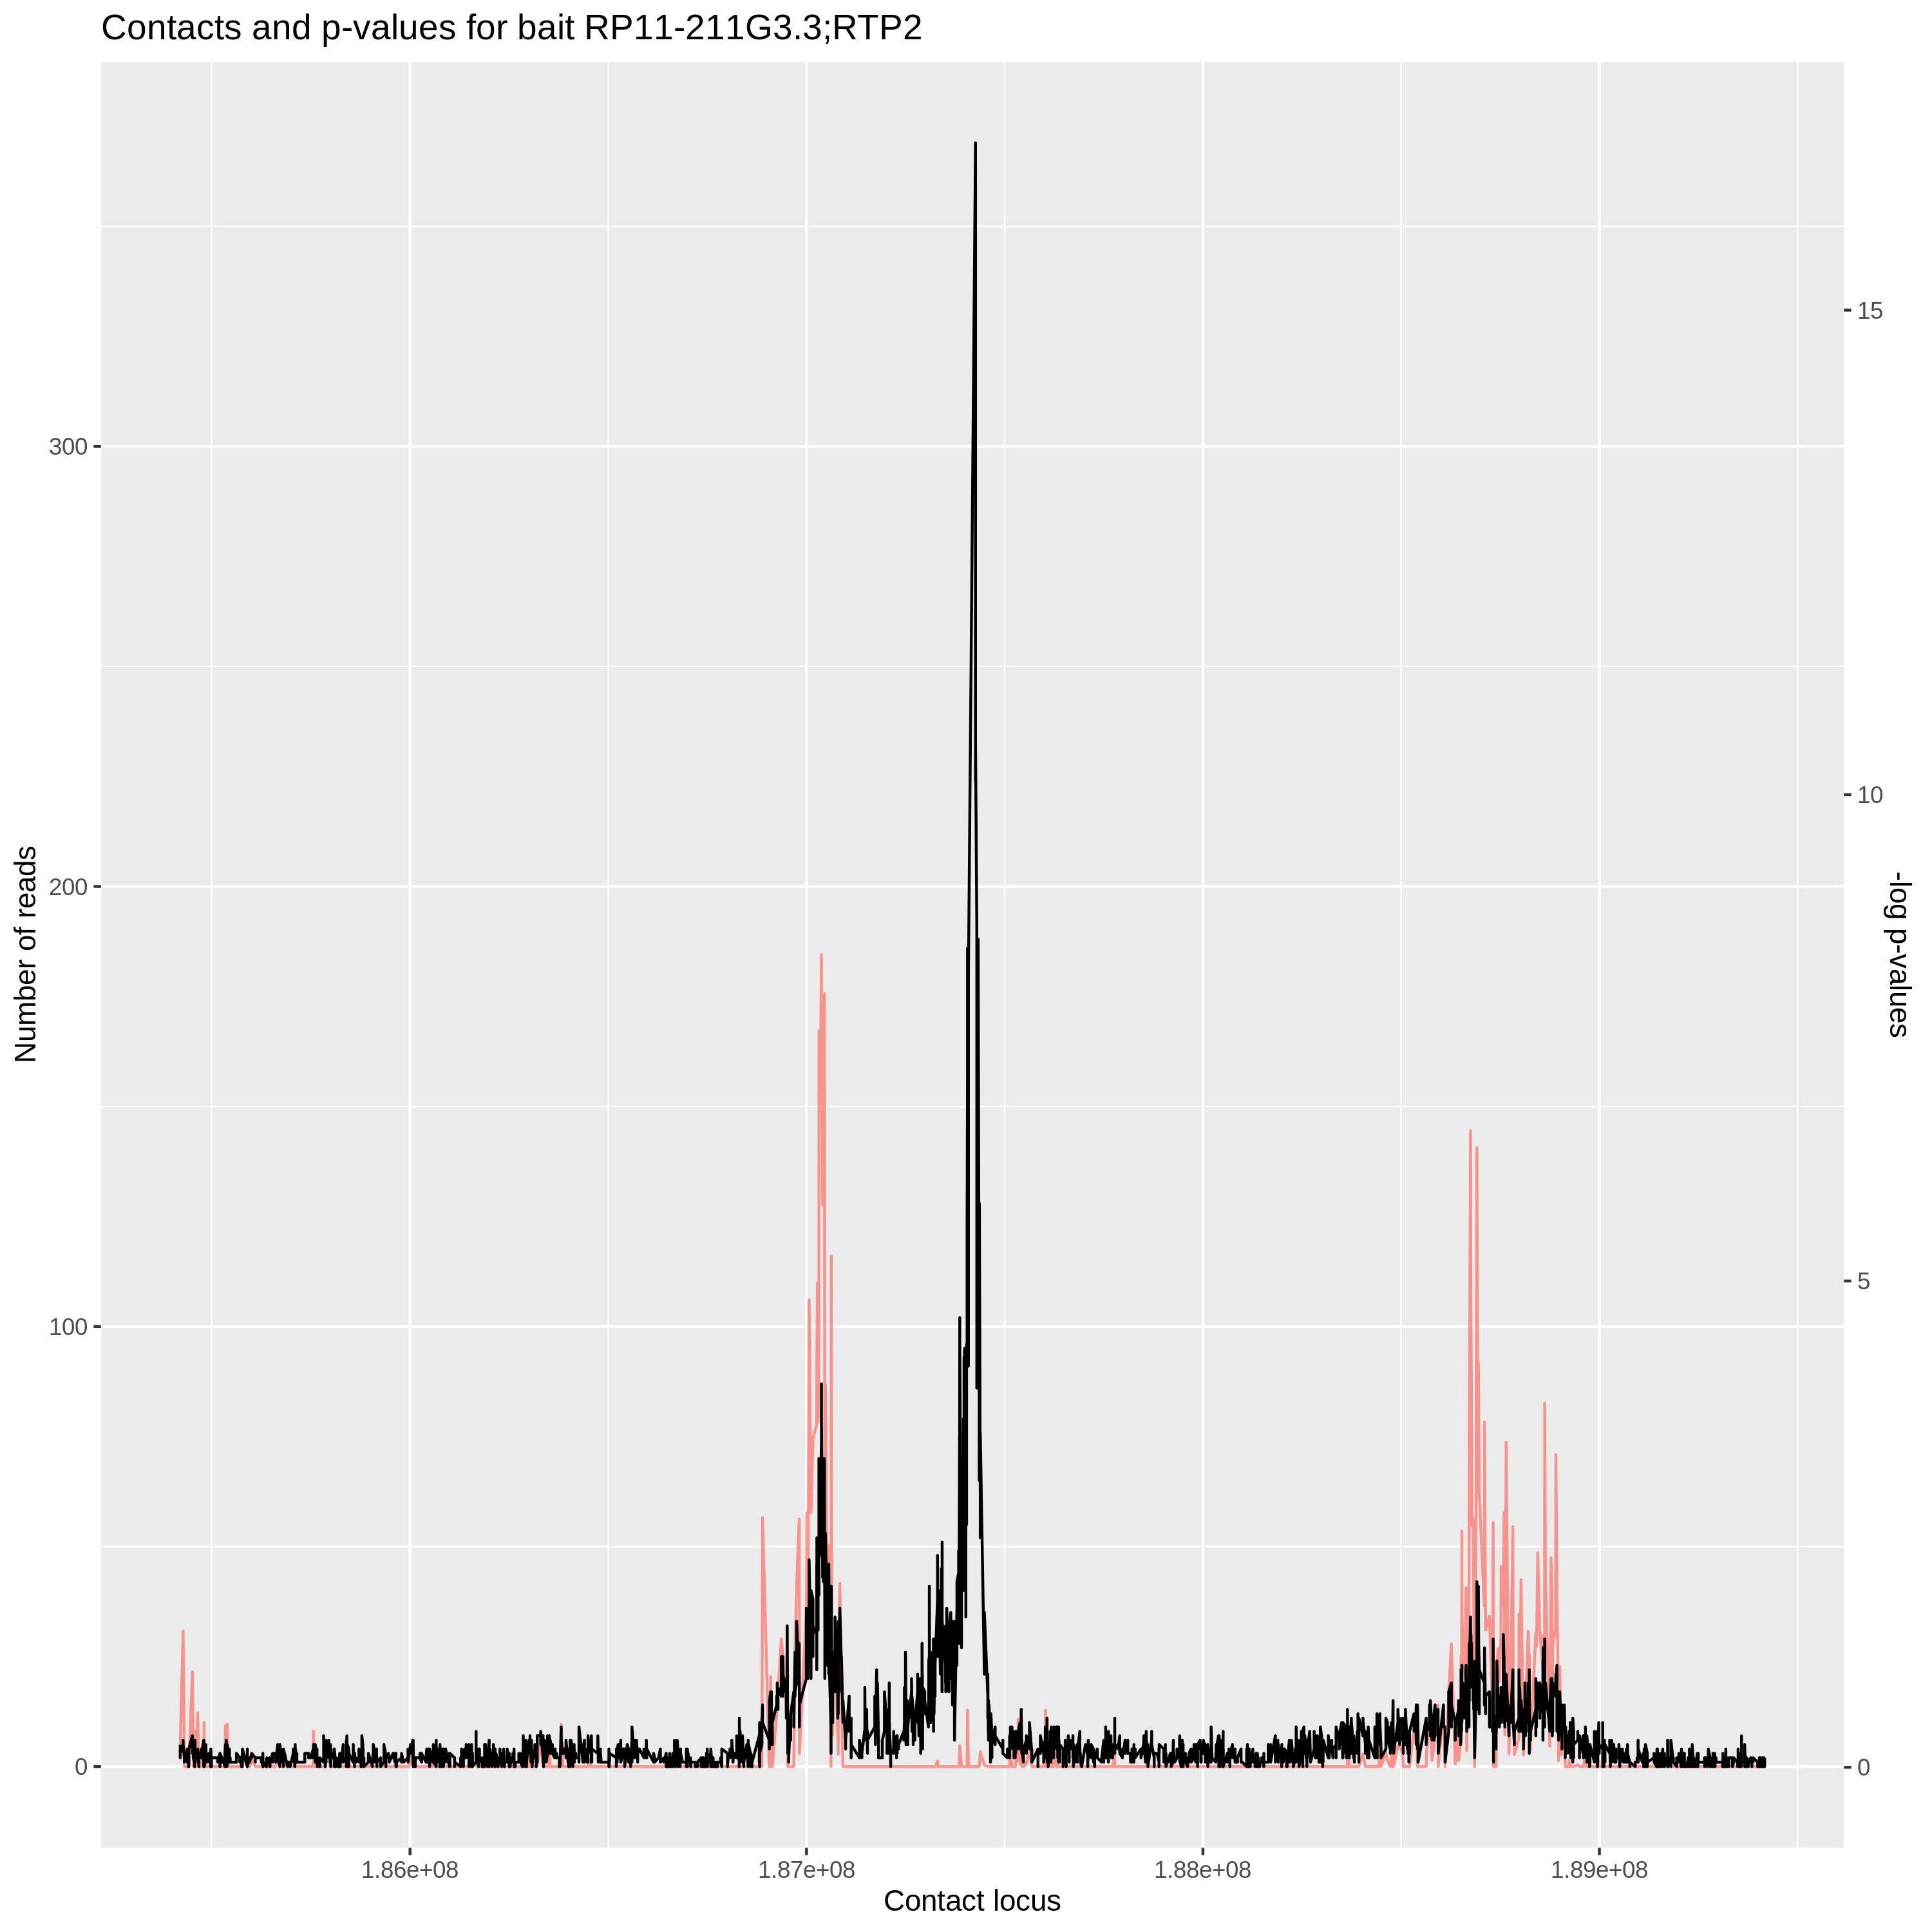 Contacts and p-values for bait RP11-211G3.3;RTP2
Number of reads
300
200
100
0
15
10
5
0
-log p-values
1.86e+08 1.87e+08 1.88e+08 1.89e+08
Contact locus